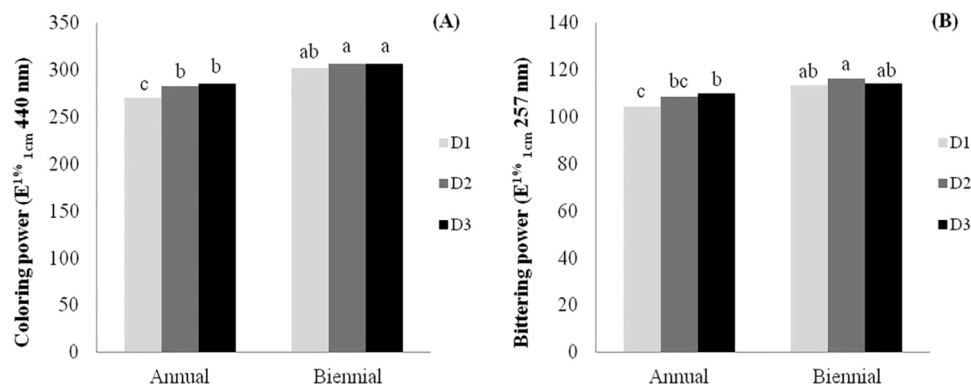 (A)
Coloring power (E1% 1cm 440 nm)
350
300
250
200
150
100
50
0
c
b
b
ab
a
a
Annual
Biennial
D1
D2
D3
(B)
Bittering power (E1% 1cm 257 nm)
140
120
100
80
60
40
20
0
c
bc
b
ab
a
ab
Annual
Biennial
D1
D2
D3